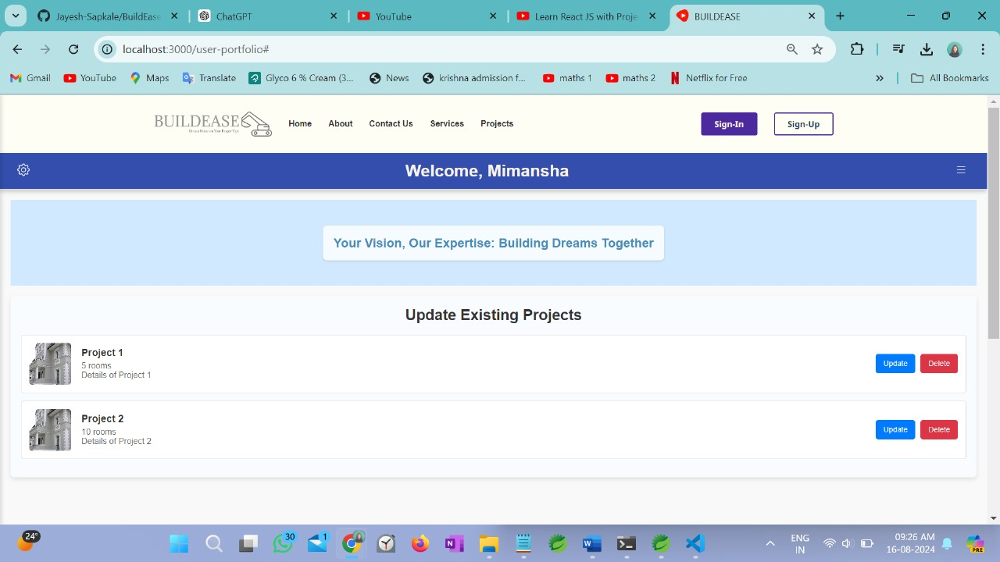 Jayesh-Sapkale/BuildEase
ChatGPT
YouTube
Learn React JS with Proje
BUILDEASE
localhost:3000/user-portfolio#
Gmail
YouTube
Maps
Translate
Glyco 6 % Cream (3...
News
krishna admission f...
maths 1
maths 2
Netflix for Free
»
All Bookmarks
BUILDEASE
Home
About
Contact Us
Services
Projects
Sign-In
Sign-Up
Welcome, Mimansha
Your Vision, Our Expertise: Building Dreams Together
Update Existing Projects
Project 1
5 rooms
Details of Project 1
Update
Delete
Project 2
10 rooms
Details of Project 2
Update
Delete
24°
30
1
PRE
ENG
IN
09:26 AM
16-08-2024